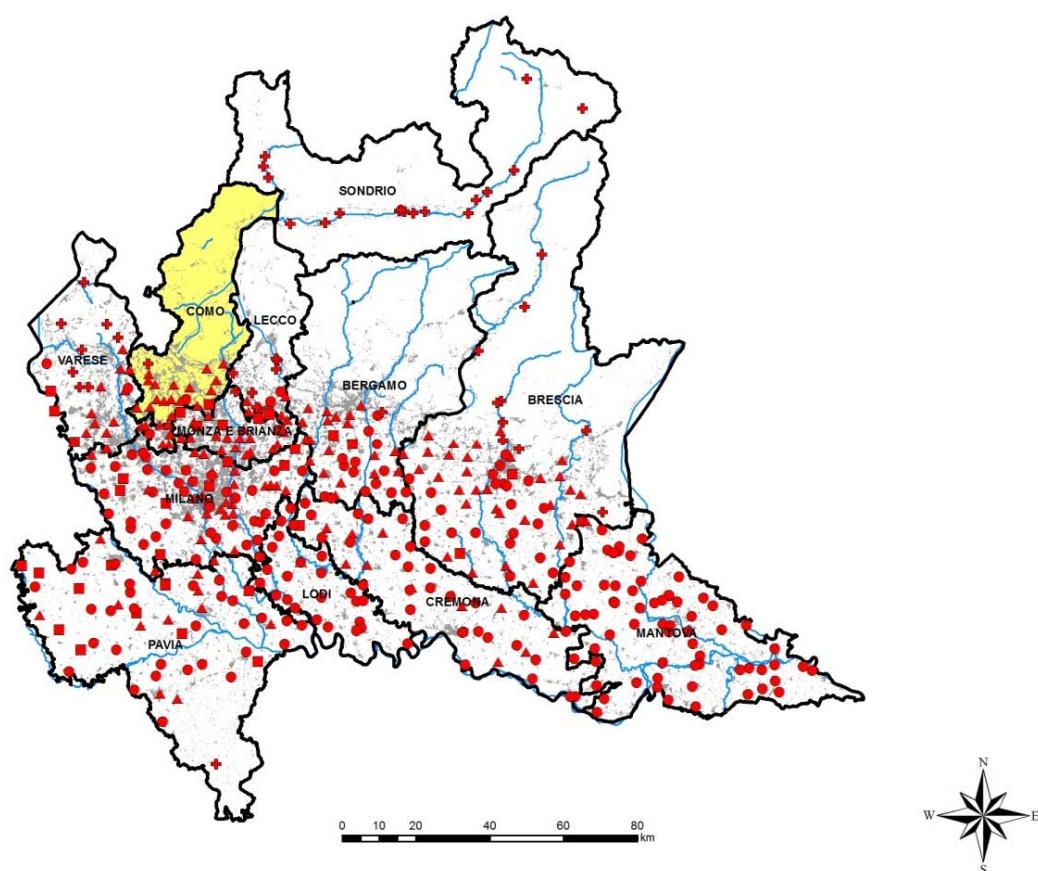 SONDRIO
COMO
LECCO
VARESE
BERGAMO
BRESCIA
MONZA E BRIANZA
MILANO
LODI
CREMONA
MANTOVA
PAVIA
N
W E
S
0 5 10 20 40 60 80
km